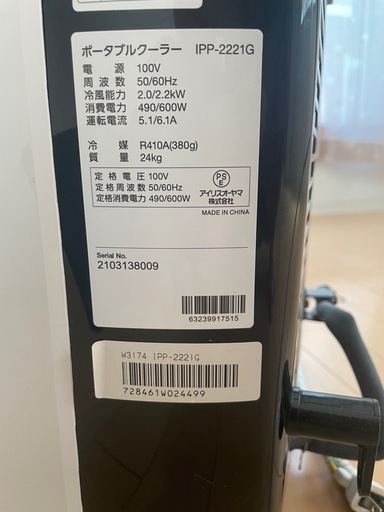 ポータブルクーラー IPP-2221G
電源 100V
周波数 50/60Hz
冷風能力 2.0/2.2kW
消費電力 490/600W
運転電流 5.1/6.1A
冷媒 R410A(380g)
質量 24kg
定格電圧 100V
定格周波数 50/60Hz
定格消費電力 490/600W
PS
E
アイリスオーヤマ
株式会社
MADE IN CHINA
Serial No.
2103138009
63239917515
W3174 IPP-2221G
728461W024499